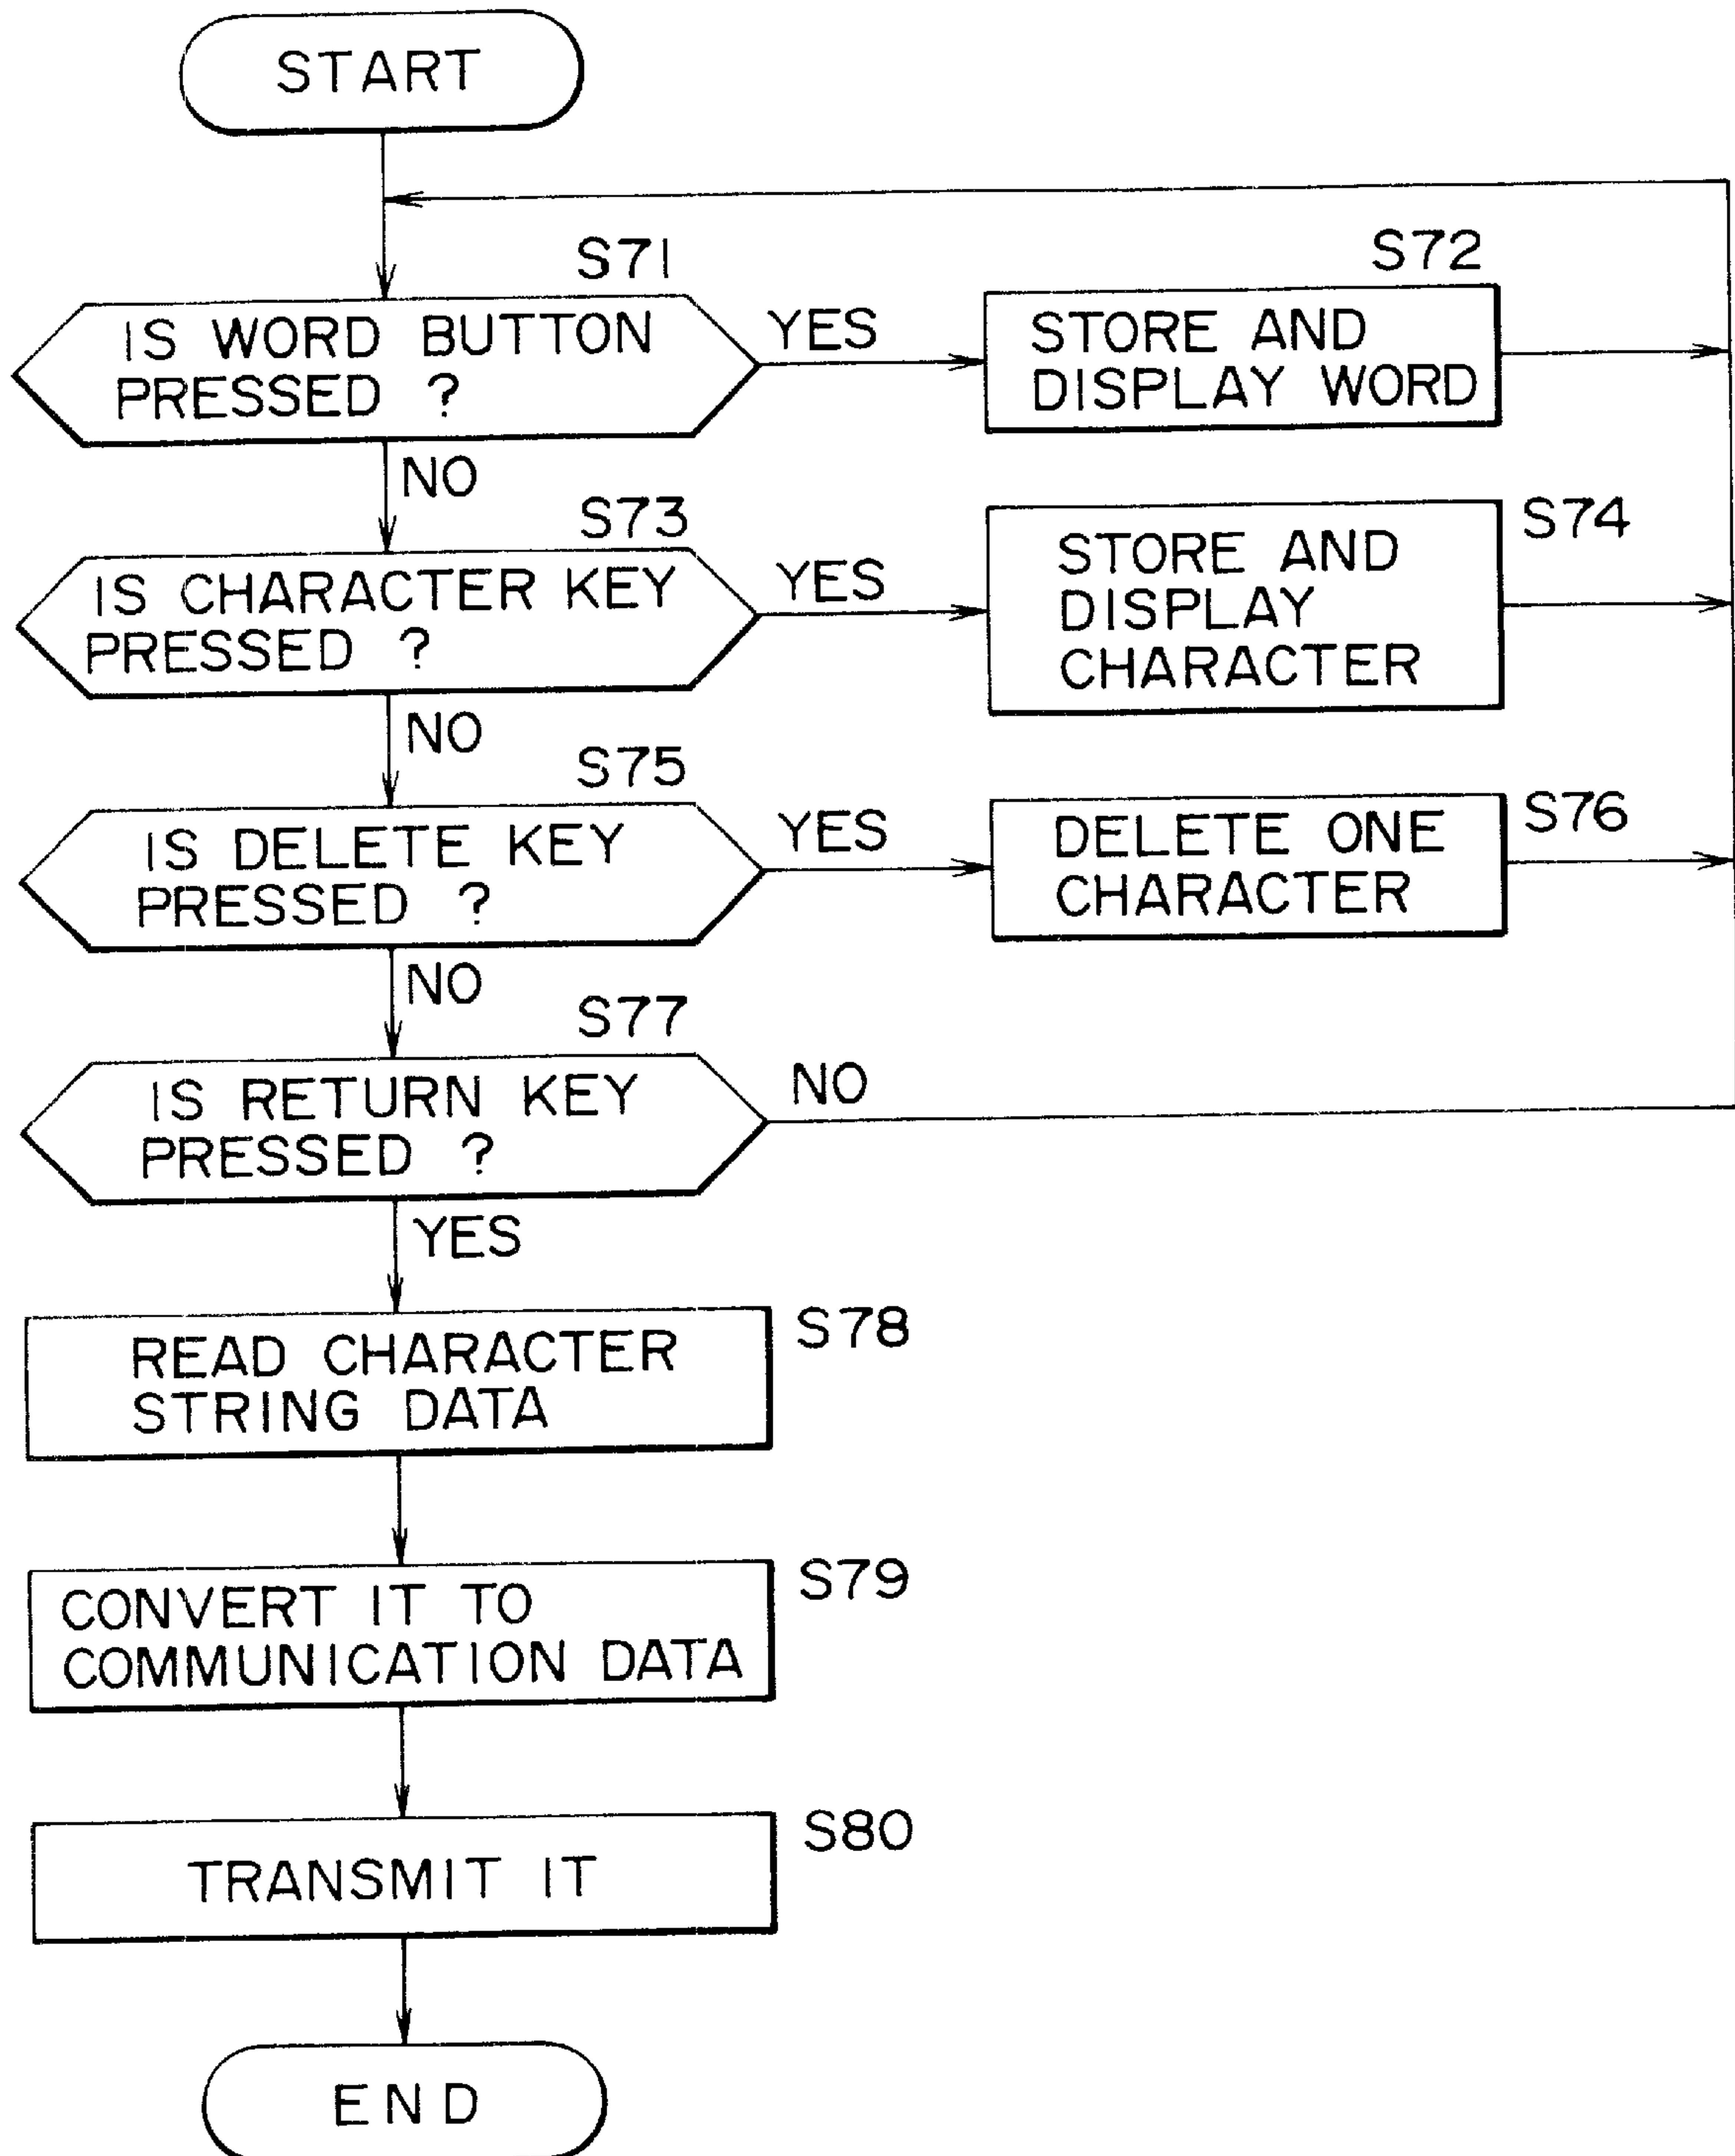 START
S71
IS WORD BUTTON
PRESSED ?
YES
S72
STORE AND
DISPLAY WORD
NO
S73
IS CHARACTER KEY
PRESSED ?
YES
S74
STORE AND
DISPLAY
CHARACTER
NO
S75
IS DELETE KEY
PRESSED ?
YES
S76
DELETE ONE
CHARACTER
NO
S77
IS RETURN KEY
PRESSED ?
NO
YES
S78
READ CHARACTER
STRING DATA
S79
CONVERT IT TO
COMMUNICATION DATA
S80
TRANSMIT IT
END